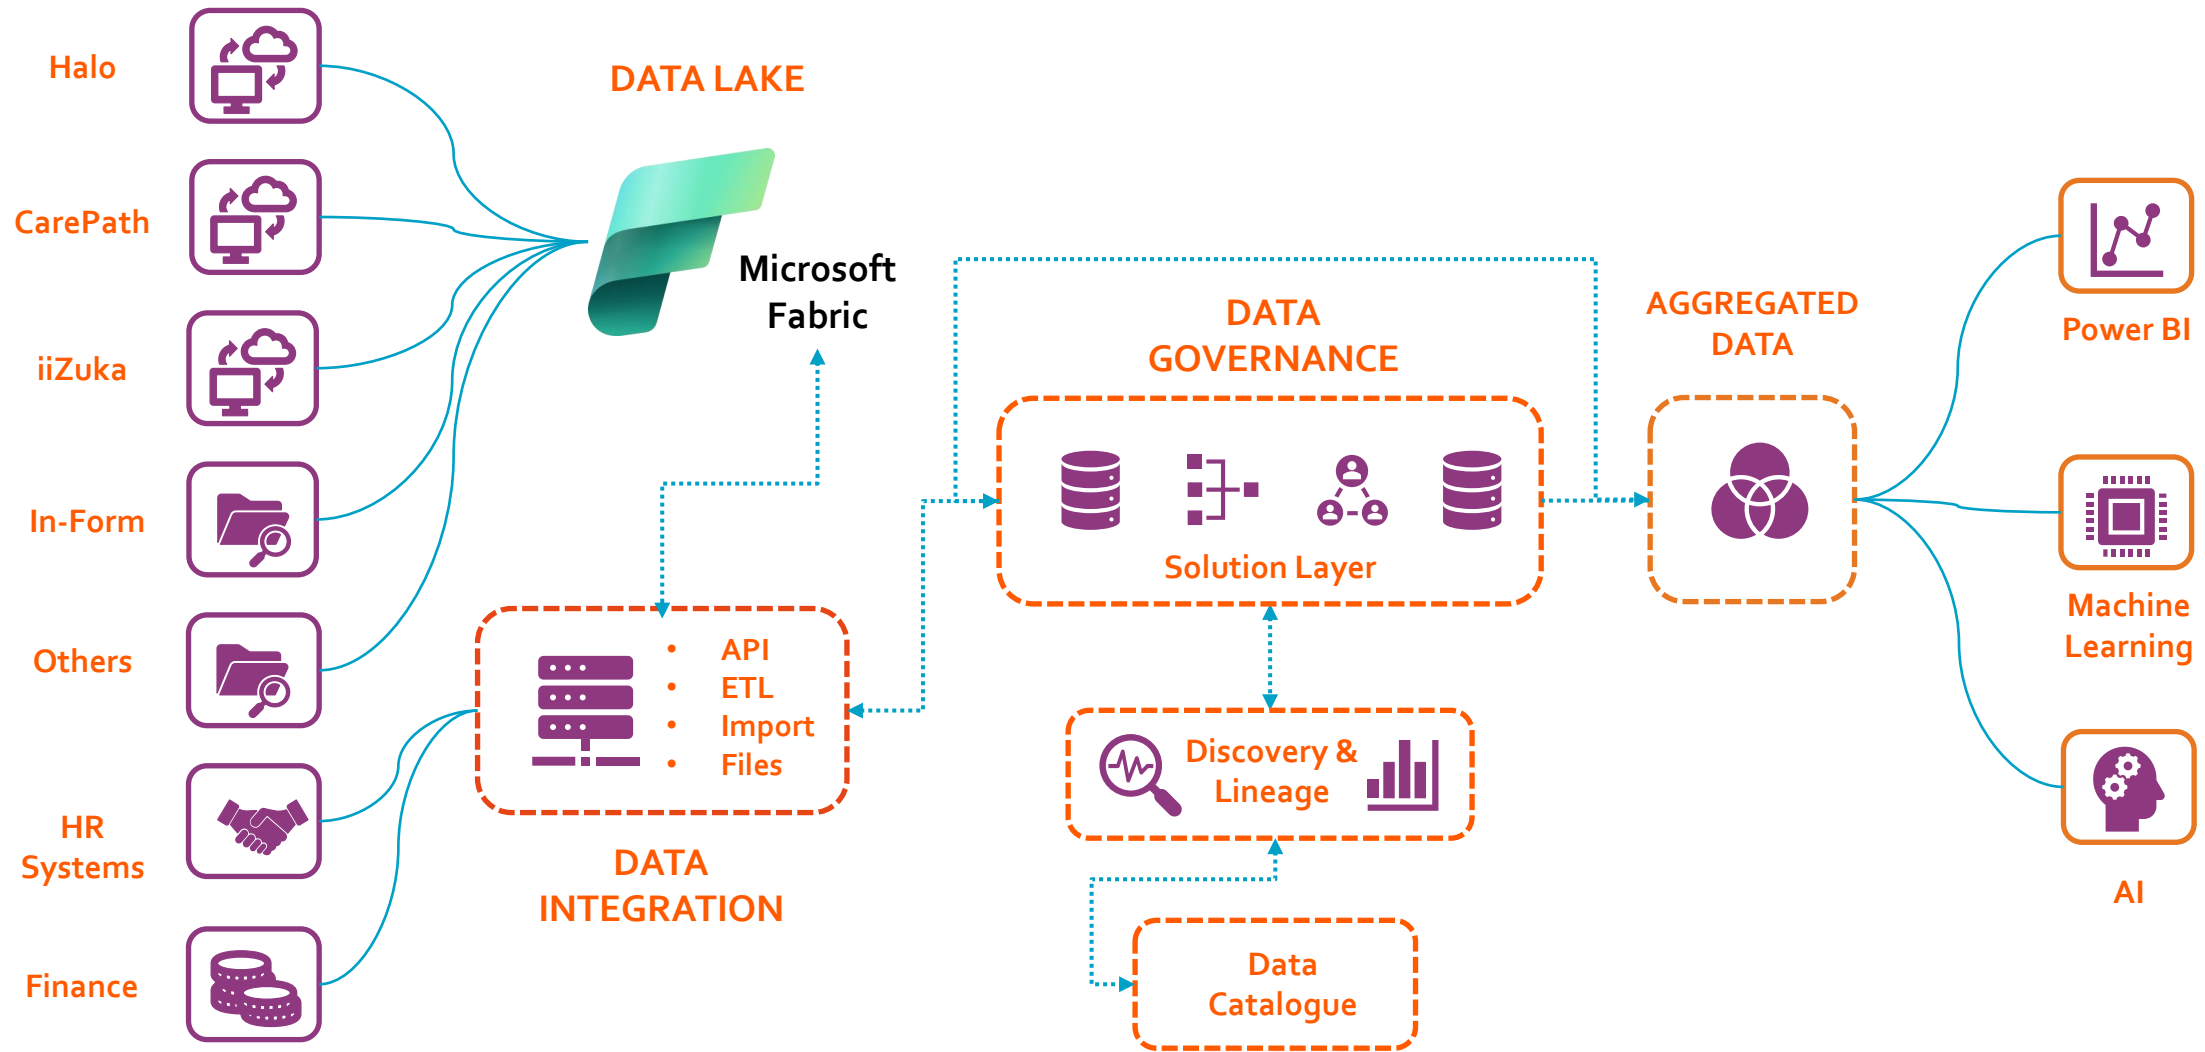 Halo
CarePath
iiZuka
In-Form
Others
HR
Systems
Finance
DATA LAKE
Microsoft
Fabric
• API
• ETL
• Import
• Files
DATA
INTEGRATION
DATA
GOVERNANCE
Solution Layer
Discovery &
Lineage
Data
Catalogue
AGGREGATED
DATA
Power BI
Machine
Learning
AI